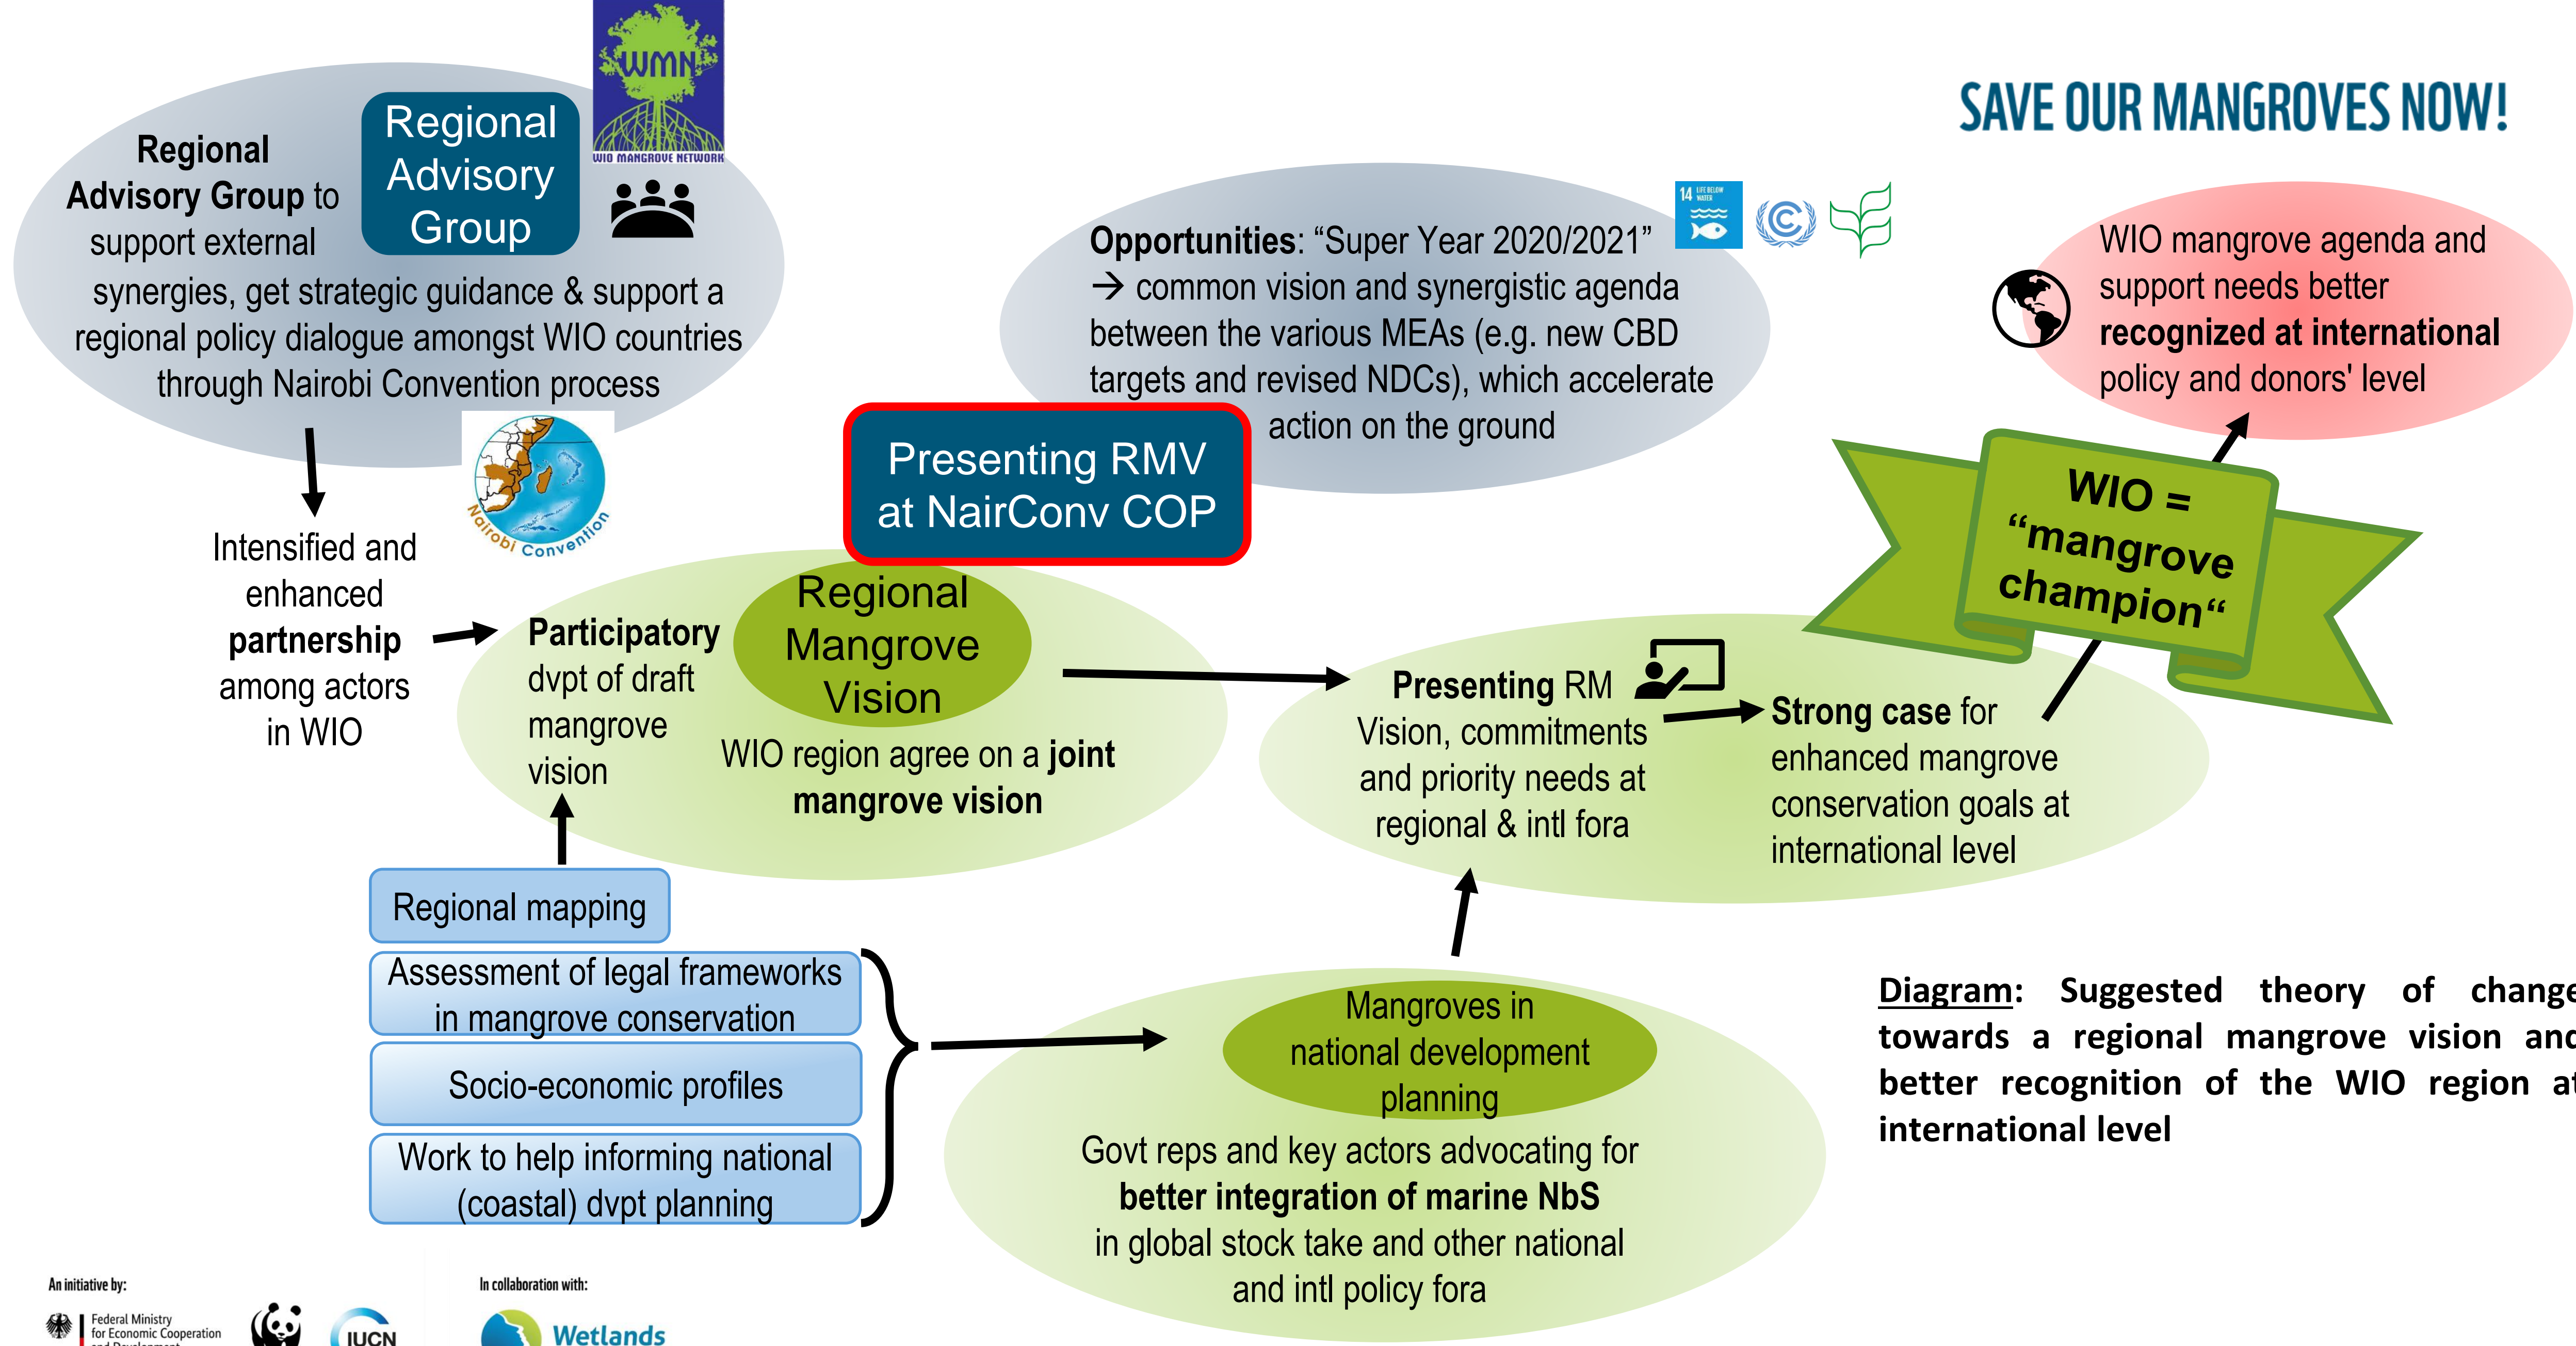 WMN
WIO MANGROVE NETWORK
SAVE OUR MANGROVES NOW!
Regional
Advisory Group to
support external
synergies, get strategic guidance & support a
regional policy dialogue amongst WIO countries
through Nairobi Convention process
Regional
Advisory
Group
Nairobi Convention
Opportunities: “Super Year 2020/2021”
→ common vision and synergistic agenda
between the various MEAs (e.g. new CBD
targets and revised NDCs), which accelerate
action on the ground
14 LIFE BELOW
WATER
WIO mangrove agenda and
support needs better
recognized at international
policy and donors' level
Presenting RMV
at NairConv COP
WIO =
“mangrove
champion“
Intensified and
enhanced
partnership
among actors
in WIO
Participatory
dvpt of draft
mangrove
vision
Regional
Mangrove
Vision
WIO region agree on a joint
mangrove vision
Presenting RM
Vision, commitments
and priority needs at
regional & intl fora
Strong case for
enhanced mangrove
conservation goals at
international level
Regional mapping
Assessment of legal frameworks
in mangrove conservation
Socio-economic profiles
Work to help informing national
(coastal) dvpt planning
Mangroves in
national development
planning
Govt reps and key actors advocating for
better integration of marine NbS
in global stock take and other national
and intl policy fora
Diagram: Suggested theory of change
towards a regional mangrove vision and
better recognition of the WIO region at
international level
An initiative by:
Federal Ministry
for Economic Cooperation
and Development
IUCN
In collaboration with:
Wetlands